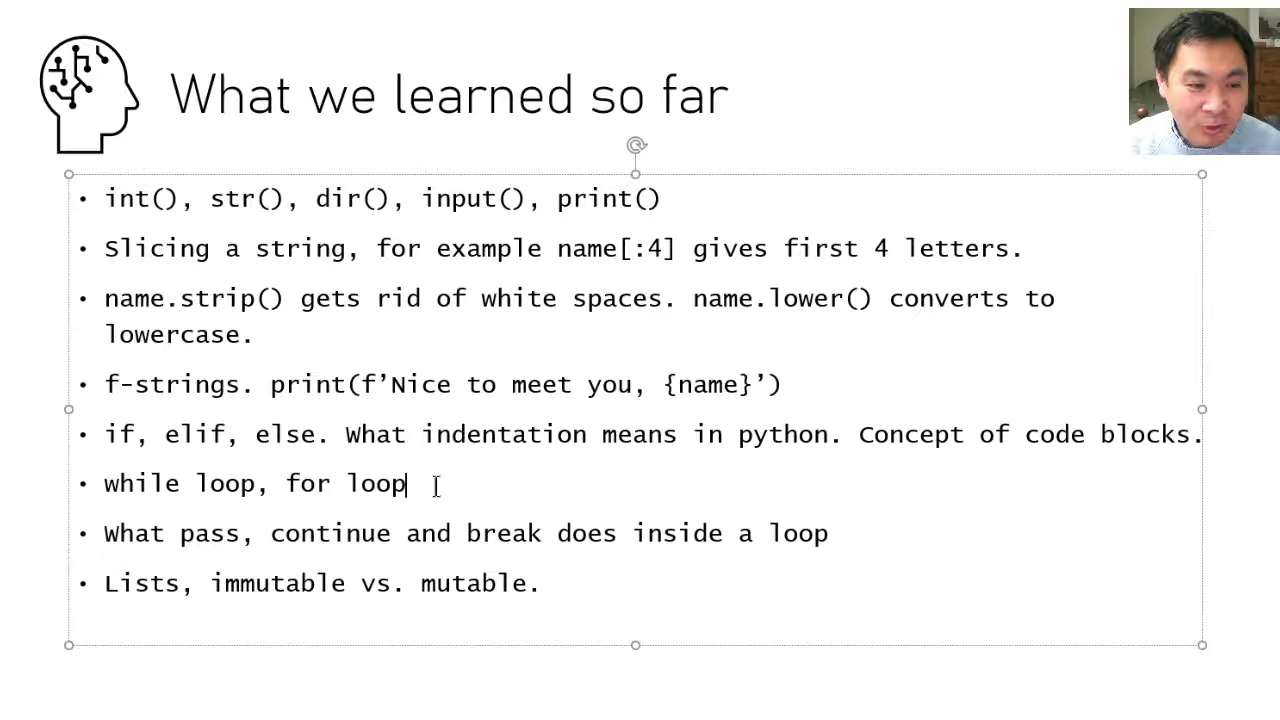 What we learned so far
• int(), str(), dir(), input(), print()
• Slicing a string, for example name[:4] gives first 4 letters.
• name.strip() gets rid of white spaces. name.lower() converts to
lowercase.
• f-strings. print(f’Nice to meet you, {name}’)
• if, elif, else. What indentation means in python. Concept of code blocks.
• while loop, for loop
• What pass, continue and break does inside a loop
• Lists, immutable vs. mutable.